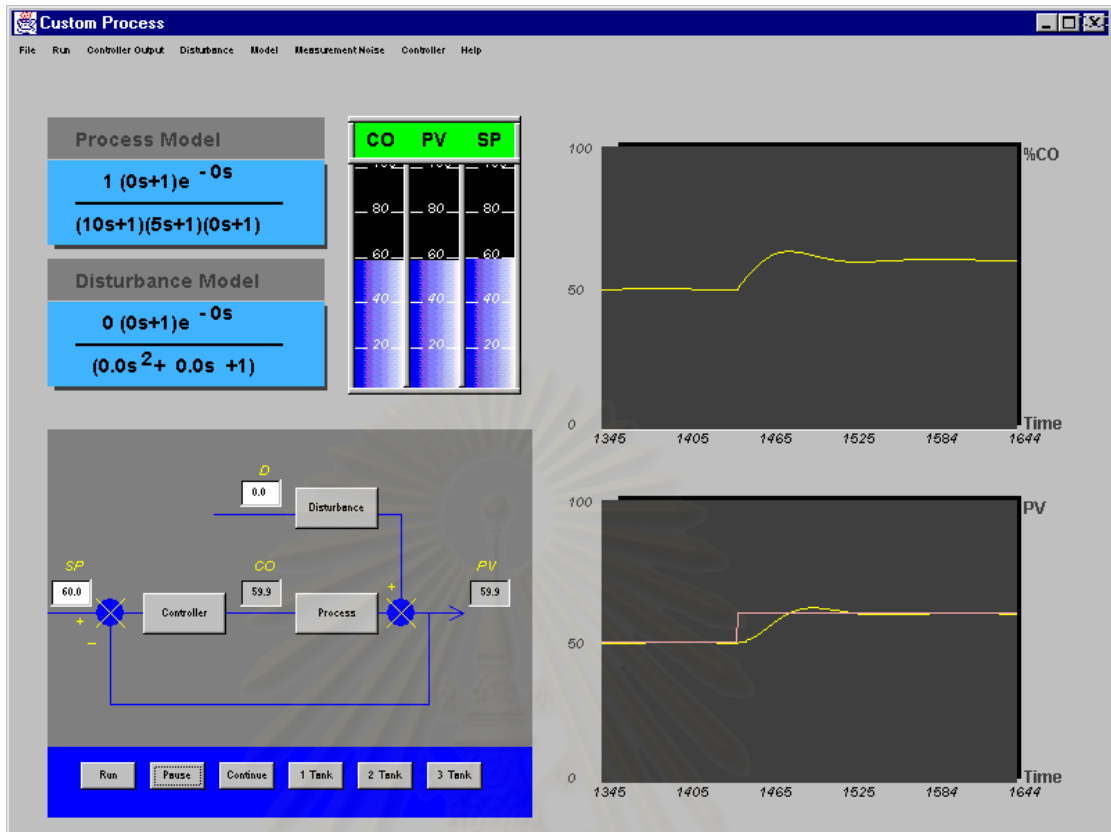 Custom Process
File Run Controller Output Disturbance Model Measurement Noise Controller Help
Process Model
1 (0s+1)e - 0s
(10s+1)(5s+1)(0s+1)
Disturbance Model
0 (0s+1)e - 0s
(0.0s2+ 0.0s +1)
CO PV SP
80 80 80
60 60 60
40 40 40
20 20 20
100
%CO
50
0
Time
1345 1405 1465 1525 1584 1644
100
PV
50
0
Time
1345 1405 1465 1525 1584 1644
D
0.0
Disturbance
SP
60.0
+
–
Controller
CO
59.9
Process
+
PV
59.9
Run Pause Continue 1 Tank 2 Tank 3 Tank